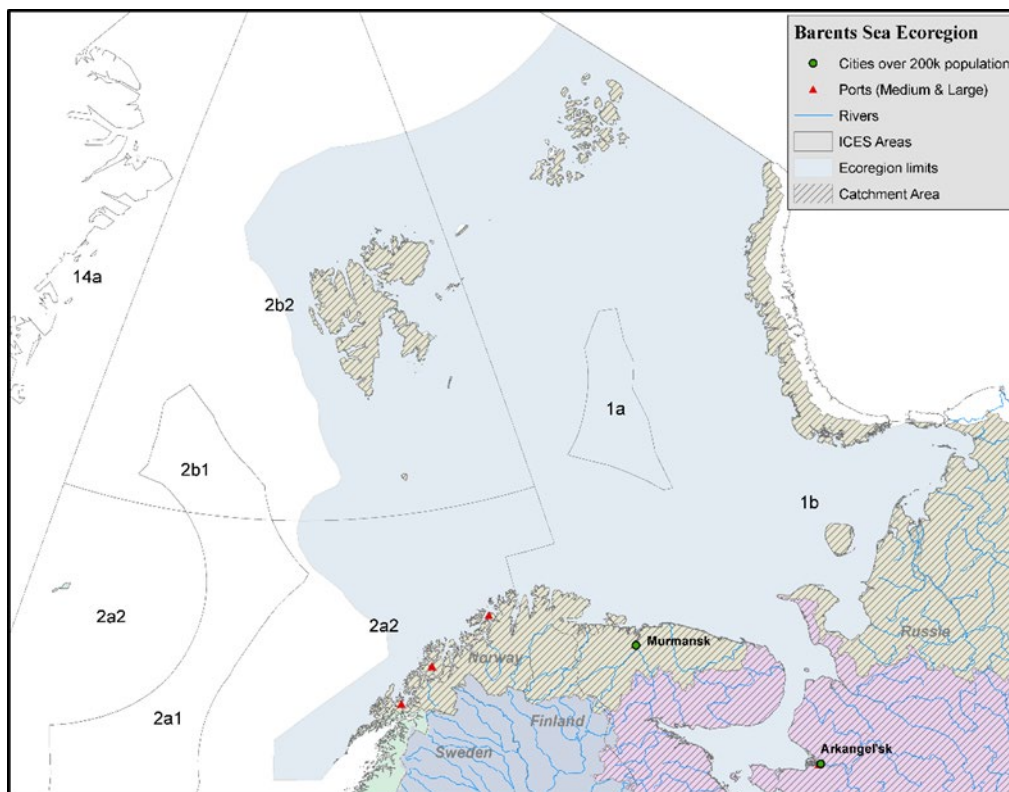 Barents Sea Ecoregion
Cities over 200k population
Ports (Medium & Large)
Rivers
ICES Areas
Ecoregion limits
Catchment Area
14a
2b2
2b1
1a
1b
2a2
2a2
2a1
Norway
Murmansk
Russia
Finland
Sweden
Arkangel'sk